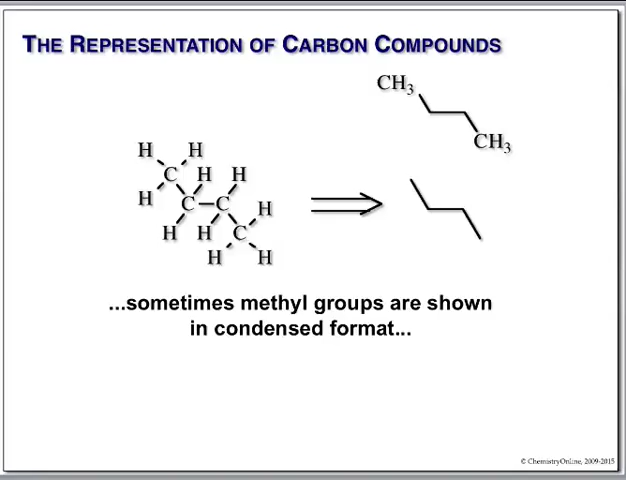 THE REPRESENTATION OF CARBON COMPOUNDS
CH3
CH3
H H
C H H
H C C H
H H C
H H
...sometimes methyl groups are shown
in condensed format...
© ChemistryOnline, 2009-2015